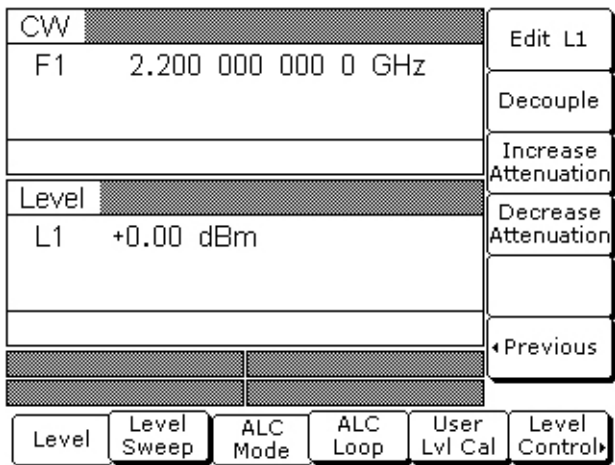 CW
F1 2.200 000 000 0 GHz
Level
L1 +0.00 dBm
Edit L1
Decouple
Increase
Attenuation
Decrease
Attenuation
◂Previous
Level
Level
Sweep
ALC
Mode
ALC
Loop
User
Lvl Cal
Level
Control▸